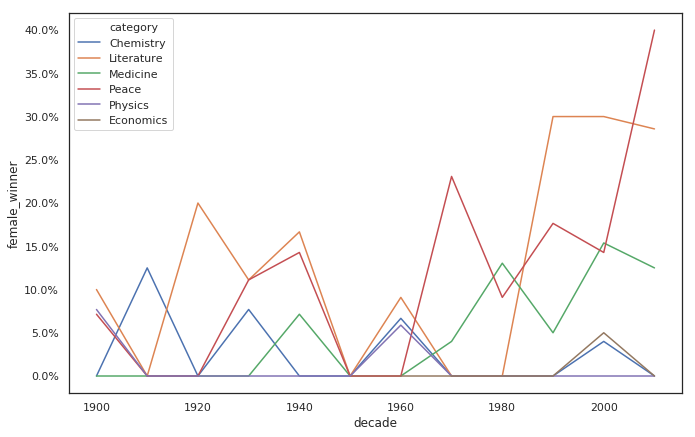 category
Chemistry
Literature
Medicine
Peace
Physics
Economics
40.0%
35.0%
30.0%
25.0%
20.0%
15.0%
10.0%
5.0%
0.0%
female_winner
1900 1920 1940 1960 1980 2000
decade